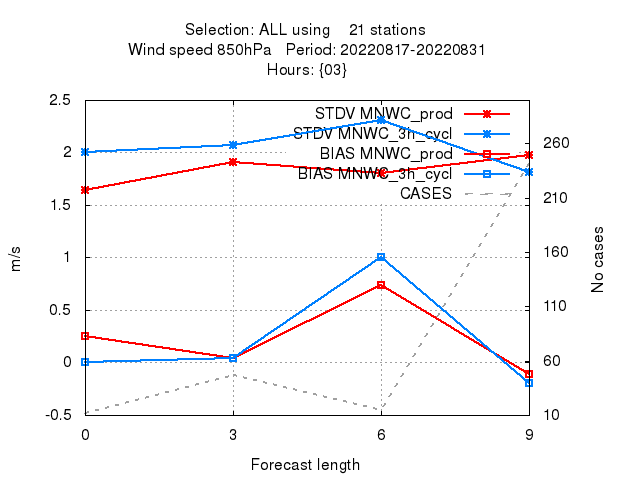 Selection: ALL using    21 stations
Wind speed 850hPa   Period: 20220817-20220831
Hours: {03}
STDV MNWC_prod
STDV MNWC_3h_cycl
BIAS MNWC_prod
BIAS MNWC_3h_cycl
CASES
2.5
2
1.5
1
0.5
0
-0.5
m/s
260
210
160
110
60
10
No cases
0 3 6 9
Forecast length